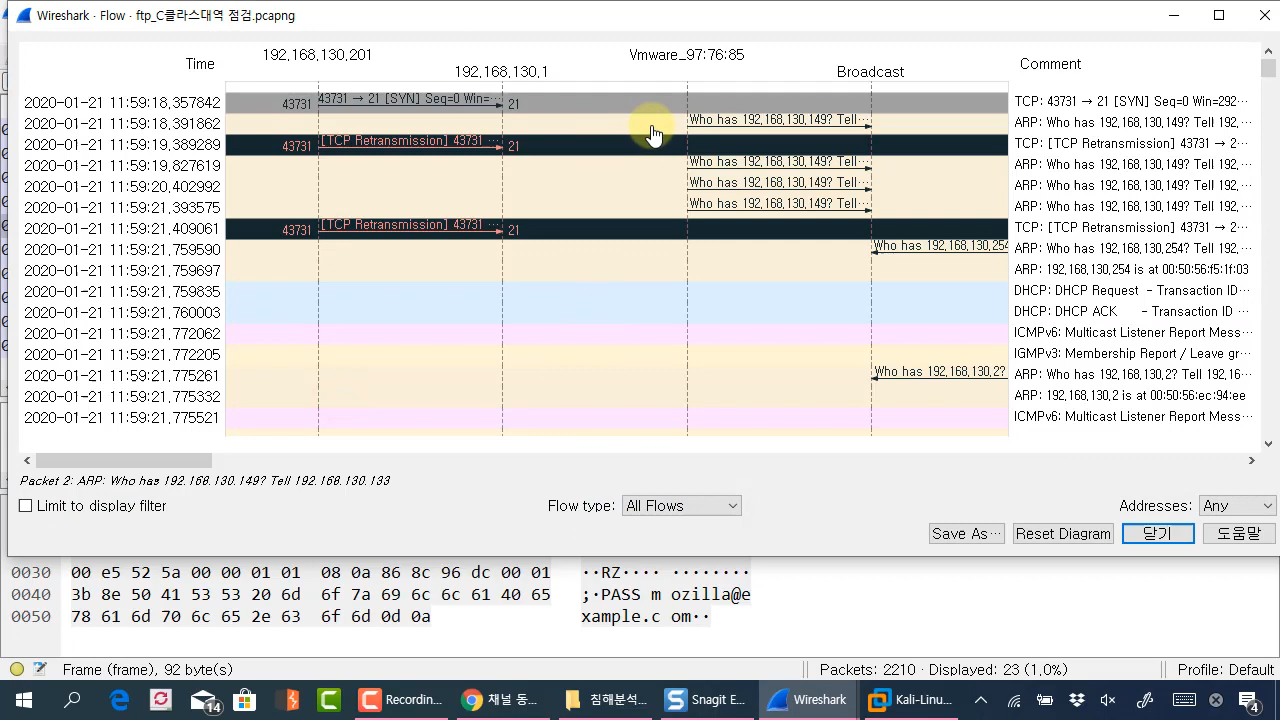 Wireshark · Flow · ftp_C클라스대역 점검.pcapng
Time
192,168,130,201
192,168,130,1
Vmware_97:76:85
Broadcast
Comment
2020-01-21 11:59:18,357842
43731
43731 → 21 [SYN] Seq=0 Win=···
21
TCP: 43731 → 21 [SYN] Seq=0 Win=292···
2020-01-21 11:59:18,391862
Who has 192,168,130,149? Tell ···
ARP: Who has 192,168,130,149? Tell 192···
2020-01-21 11:59:19,389289
43731
[TCP Retransmission] 43731 ···
21
TCP: [TCP Retransmission] 43731 → 2···
2020-01-21 11:59:19,827619
Who has 192,168,130,149? Tell···
ARP: Who has 192,168,130,149? Tell 192···
2020-01-21 11:59:20,402992
Who has 192,168,130,149? Tell···
ARP: Who has 192,168,130,149? Tell 192···
2020-01-21 11:59:21,393575
Who has 192,168,130,149? Tell···
ARP: Who has 192,168,130,149? Tell 192···
2020-01-21 11:59:21,409061
43731
[TCP Retransmission] 43731 ···
21
TCP: [TCP Retransmission] 43731 → 2···
2020-01-21 11:59:21,759590
Who has 192,168,130,254
ARP: Who has 192,168,130,254? Tell 192···
2020-01-21 11:59:21,759697
ARP: 192,168,130,254 is at 00:50:56:f5:1f:03
2020-01-21 11:59:21,759835
DHCP: DHCP Request - Transaction ID···
2020-01-21 11:59:21,760003
DHCP: DHCP ACK - Transaction ID ···
2020-01-21 11:59:21,772062
ICMPv6: Multicast Listener Report Mess···
2020-01-21 11:59:21,772205
IGMPv3: Membership Report / Leave gr···
2020-01-21 11:59:21,775261
Who has 192,168,130,2?
ARP: Who has 192,168,130,2? Tell 192,16···
2020-01-21 11:59:21,775332
ARP: 192,168,130,2 is at 00:50:56:ec:94:ee
2020-01-21 11:59:21,775521
ICMPv6: Multicast Listener Report Mess···
Packet 2: ARP: Who has 192.168.130.149? Tell 192.168.130.133
Limit to display filter
Flow type: All Flows
Addresses: Any
Save As···
Reset Diagram
닫기
도움말
0030 00 e5 52 5a 00 00 01 01 08 0a 86 8c 96 dc 00 01 ··RZ···· ········
0040 3b 8e 50 41 53 53 20 6d 6f 7a 69 6c 6c 61 40 65 ;·PASS m ozilla@e
0050 78 61 6d 70 6c 65 2e 63 6f 6d 0d 0a xample.c om··
Frame (frame), 92 byte(s)
Packets: 2210 · Displayed: 23 (1.0%)
Profile: Default
14
Recordin...
채널 동...
침해분석...
Snagit E...
Wireshark
Kali-Linu...
4